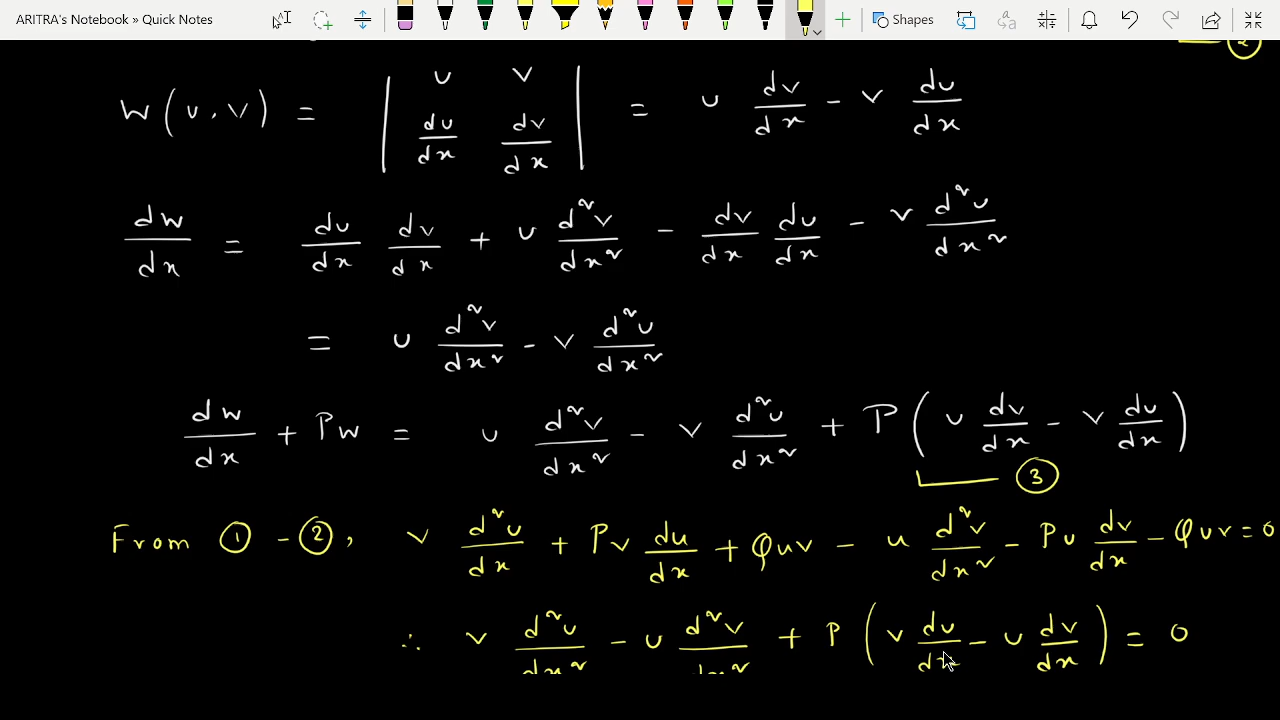 ARITRA's Notebook » Quick Notes Shapes
②
W(u,v) = | u v ; du/dx dv/dx | = u dv/dx - v du/dx
dw/dx = du/dx dv/dx + u d²v/dx² - dv/dx du/dx - v d²u/dx²
= u d²v/dx² - v d²u/dx²
dw/dx + Pw = u d²v/dx² - v d²u/dx² + P(u dv/dx - v du/dx)
③
From ① - ②, v d²u/dx + Pv du/dx + Quv - u d²v/dx² - Pu dv/dx - Quv = 0
∴ v d²u/dx² - u d²v/dx² + P(v du/dx - u dv/dx) = 0